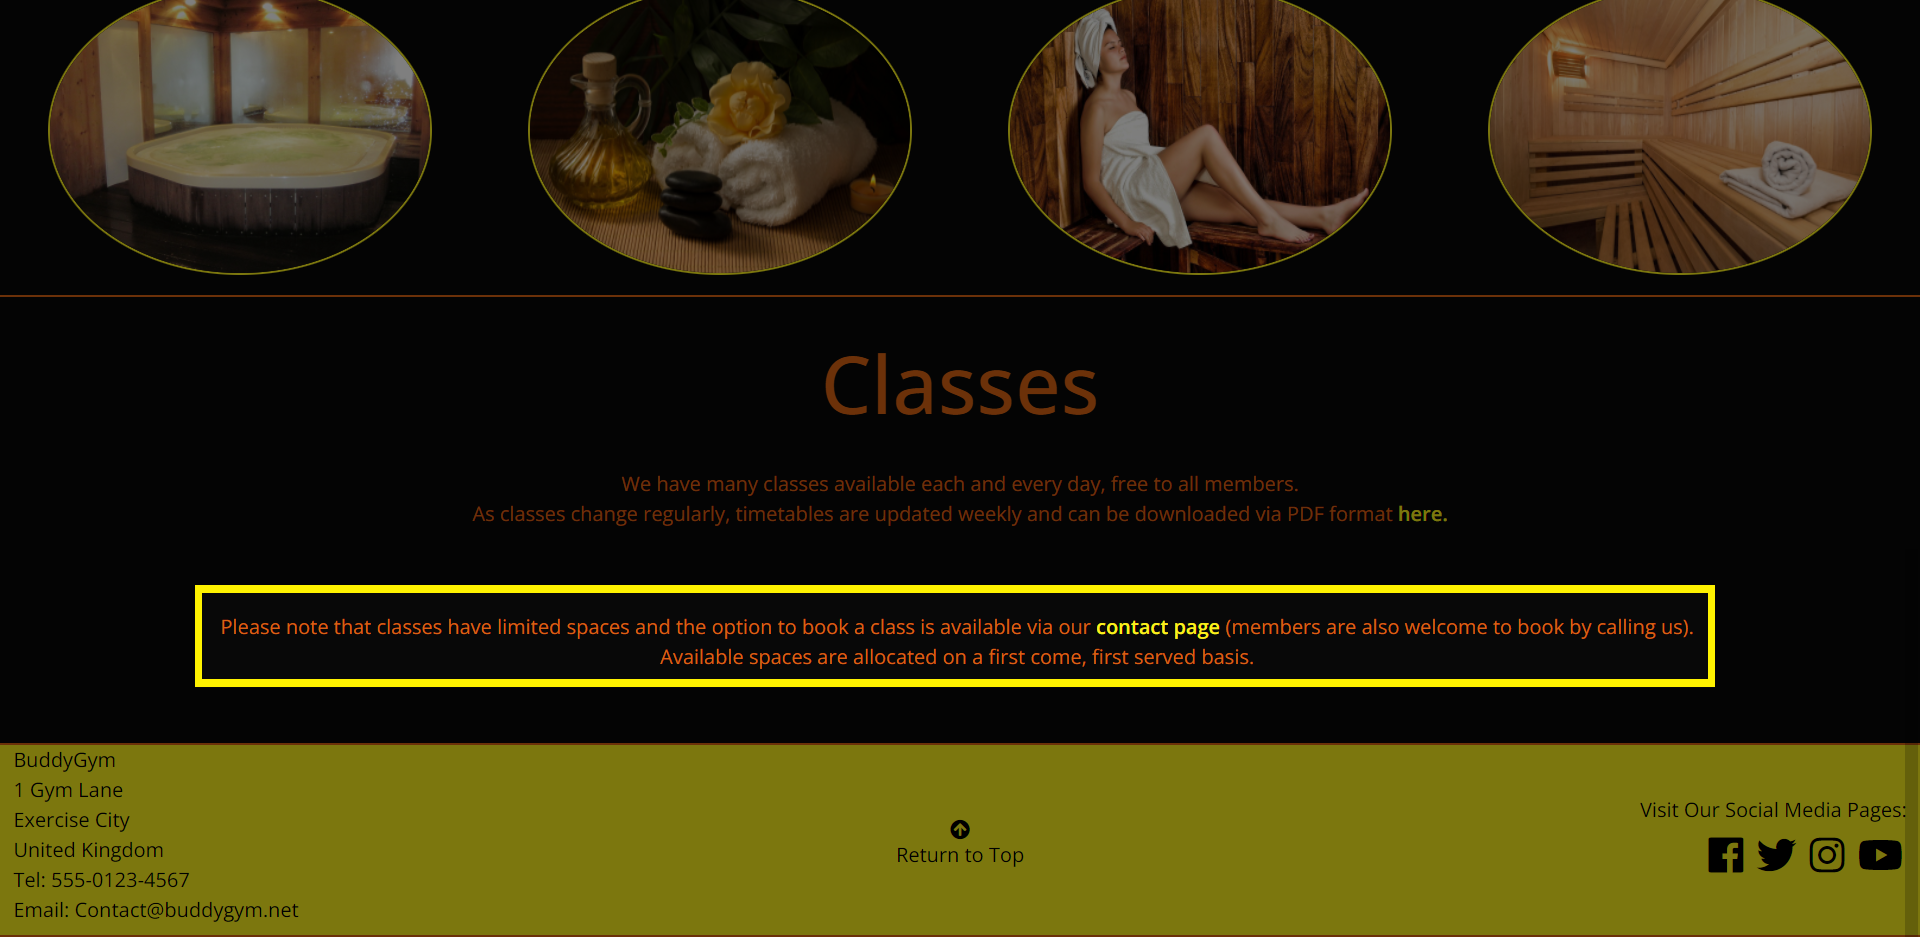 Classes
We have many classes available each and every day, free to all members.
As classes change regularly, timetables are updated weekly and can be downloaded via PDF format here.
Please note that classes have limited spaces and the option to book a class is available via our contact page (members are also welcome to book by calling us).
Available spaces are allocated on a first come, first served basis.
BuddyGym
1 Gym Lane
Exercise City
United Kingdom
Tel: 555-0123-4567
Email: Contact@buddygym.net
Return to Top
Visit Our Social Media Pages: